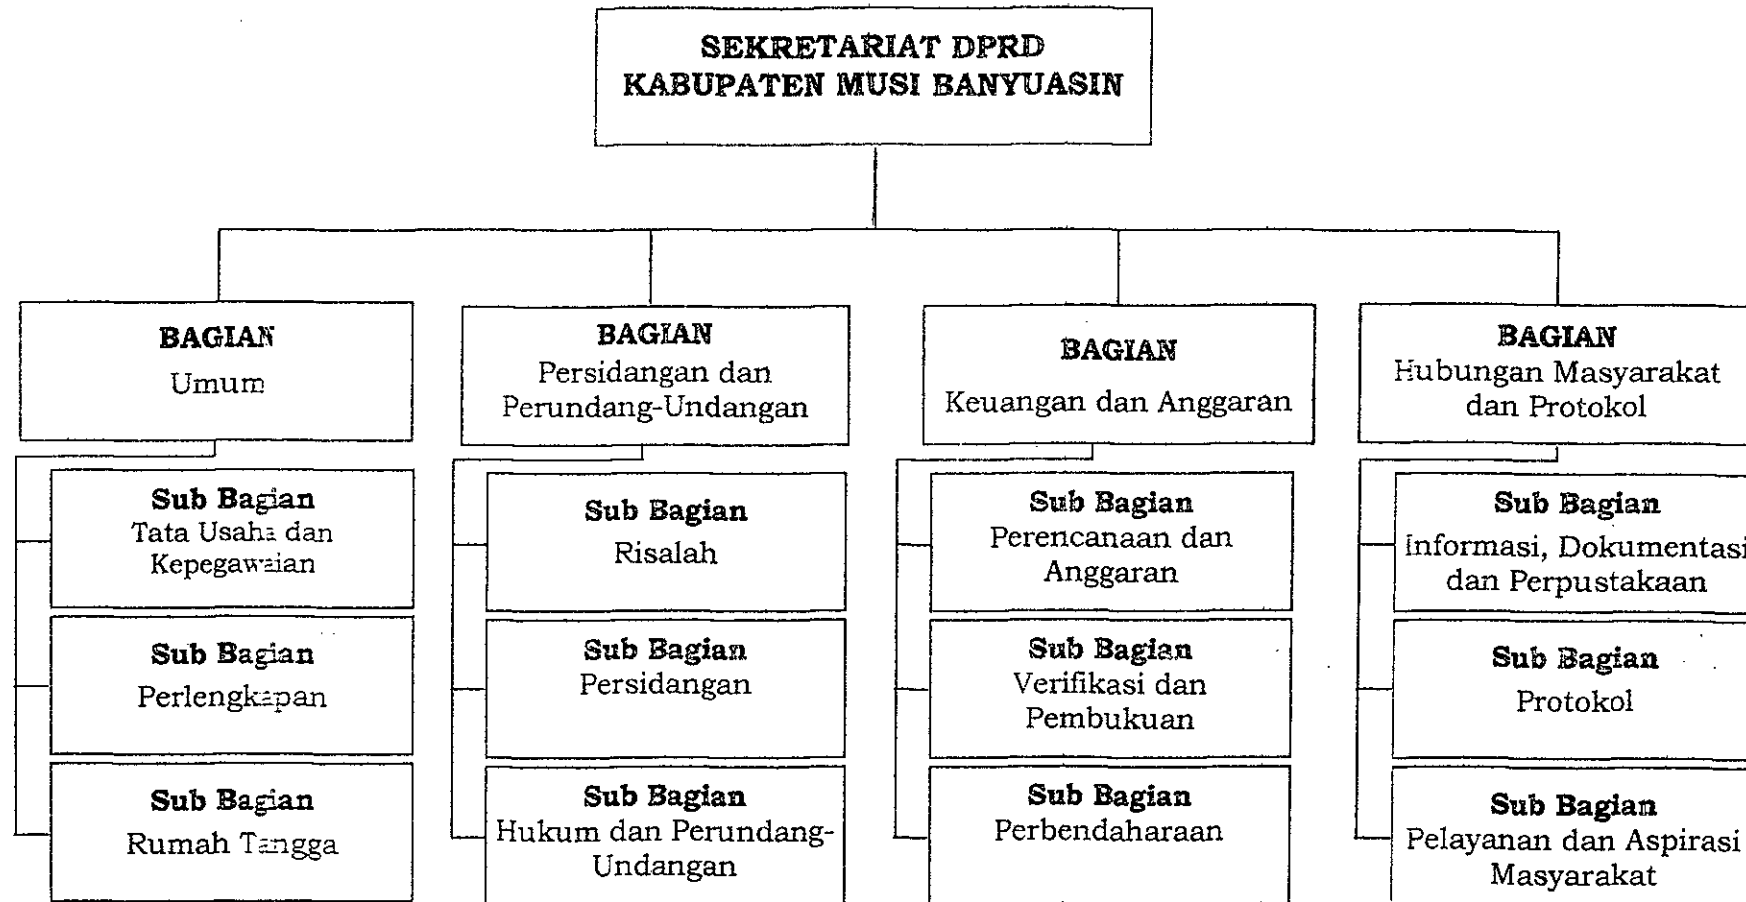 SEKRETARIAT DPRD
KABUPATEN MUSI BANYUASIN
BAGIAN
Umum
Sub Bagian
Tata Usaha dan
Kepegawaian
Sub Bagian
Perlengkapan
Sub Bagian
Rumah Tangga
BAGIAN
Persidangan dan
Perundang-Undangan
Sub Bagian
Risalah
Sub Bagian
Persidangan
Sub Bagian
Hukum dan Perundang-
Undangan
BAGIAN
Keuangan dan Anggaran
Sub Bagian
Perencanaan dan
Anggaran
Sub Bagian
Verifikasi dan
Pembukuan
Sub Bagian
Perbendaharaan
BAGIAN
Hubungan Masyarakat
dan Protokol
Sub Bagian
Informasi, Dokumentasi
dan Perpustakaan
Sub Bagian
Protokol
Sub Bagian
Pelayanan dan Aspirasi
Masyarakat